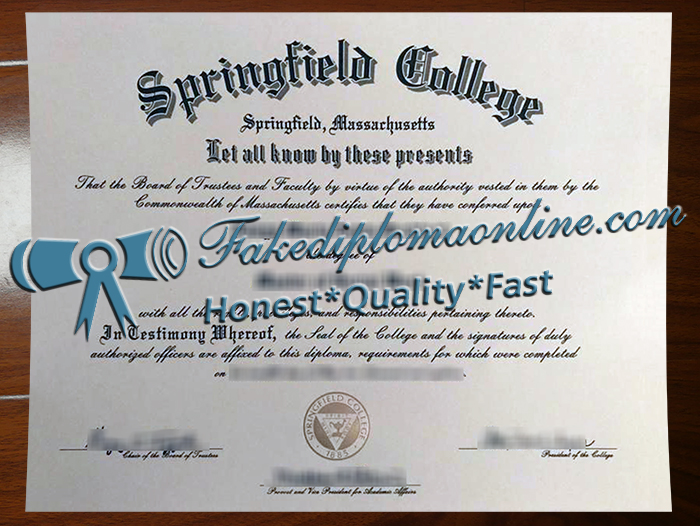 Springfield College
Springfield, Massachusetts
Let all know by these presents
That the Board of Trustees and Faculty by virtue of the authority vested in them by the
Commonwealth of Massachusetts certifies that they have conferred upon
Fakediplomaonline.com
degree of
Honest*Quality*Fast
with all the and responsibilities pertaining thereto.
In Testimony Whereof, the Seal of the College and the signatures of duly
authorized officers are affixed to this diploma, requirements for which were completed
on
SPRINGFIELD COLLEGE
1885
Chair of the Board of Trustees
President of the College
Provost and Vice President for Academic Affairs